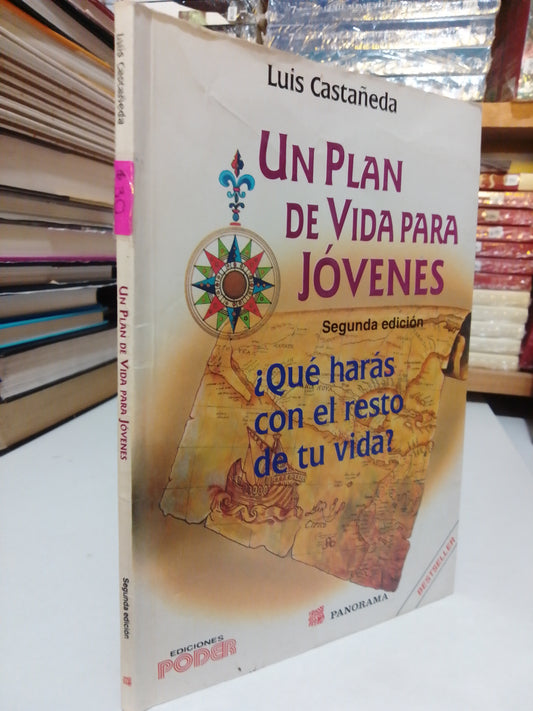 Luis Castañeda
UN PLAN
DE VIDA PARA
JÓVENES
Segunda edición
¿Qué harás
con el resto
de tu vida?
BESTSELLER
PANORAMA
EDICIONES
PODER
Luis Castañeda
UN PLAN DE VIDA PARA JÓVENES
Segunda edición